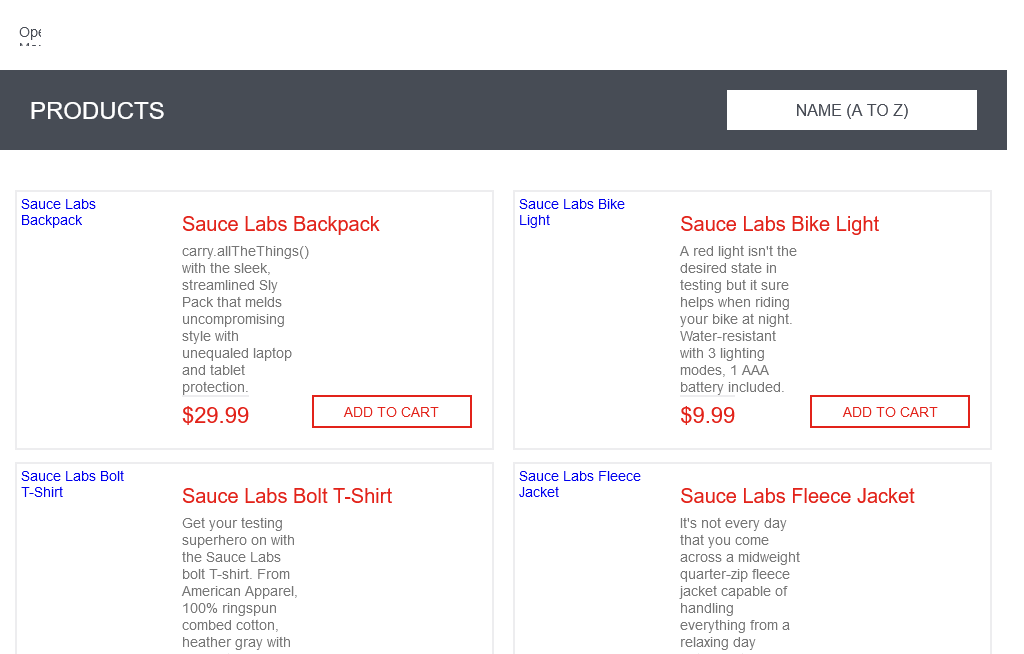 PRODUCTS
NAME (A TO Z)
Sauce Labs
Backpack
Sauce Labs Backpack
carry.allTheThings()
with the sleek,
streamlined Sly
Pack that melds
uncompromising
style with
unequaled laptop
and tablet
protection.
$29.99
ADD TO CART
Sauce Labs Bike
Light
Sauce Labs Bike Light
A red light isn't the
desired state in
testing but it sure
helps when riding
your bike at night.
Water-resistant
with 3 lighting
modes, 1 AAA
battery included.
$9.99
ADD TO CART
Sauce Labs Bolt
T-Shirt
Sauce Labs Bolt T-Shirt
Get your testing
superhero on with
the Sauce Labs
bolt T-shirt. From
American Apparel,
100% ringspun
combed cotton,
heather gray with
Sauce Labs Fleece
Jacket
Sauce Labs Fleece Jacket
It's not every day
that you come
across a midweight
quarter-zip fleece
jacket capable of
handling
everything from a
relaxing day